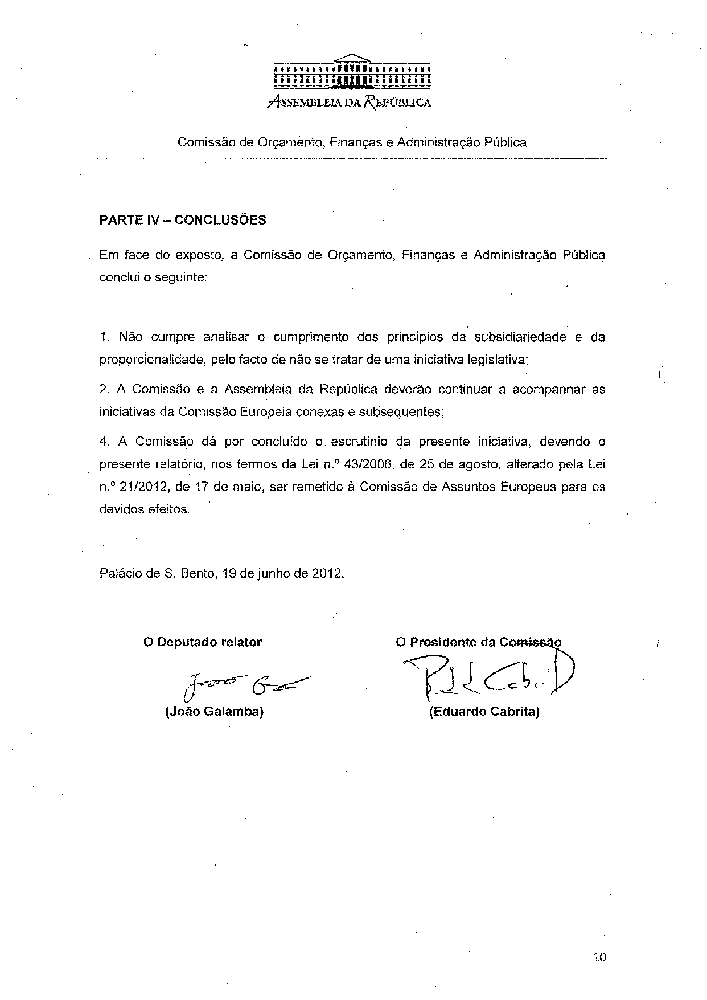 ASSEMBLEIA DA REPÚBLICA
Comissão de Orçamento, Finanças e Administração Pública
PARTE IV – CONCLUSÕES
Em face do exposto, a Comissão de Orçamento, Finanças e Administração Pública
conclui o seguinte:
1. Não cumpre analisar o cumprimento dos princípios da subsidiariedade e da
proporcionalidade, pelo facto de não se tratar de uma iniciativa legislativa;
2. A Comissão e a Assembleia da República deverão continuar a acompanhar as
iniciativas da Comissão Europeia conexas e subsequentes;
4. A Comissão dá por concluído o escrutínio da presente iniciativa, devendo o
presente relatório, nos termos da Lei n.º 43/2006, de 25 de agosto, alterado pela Lei
n.º 21/2012, de 17 de maio, ser remetido à Comissão de Assuntos Europeus para os
devidos efeitos.
Palácio de S. Bento, 19 de junho de 2012,
O Deputado relator O Presidente da Comissão
(João Galamba) (Eduardo Cabrita)
10